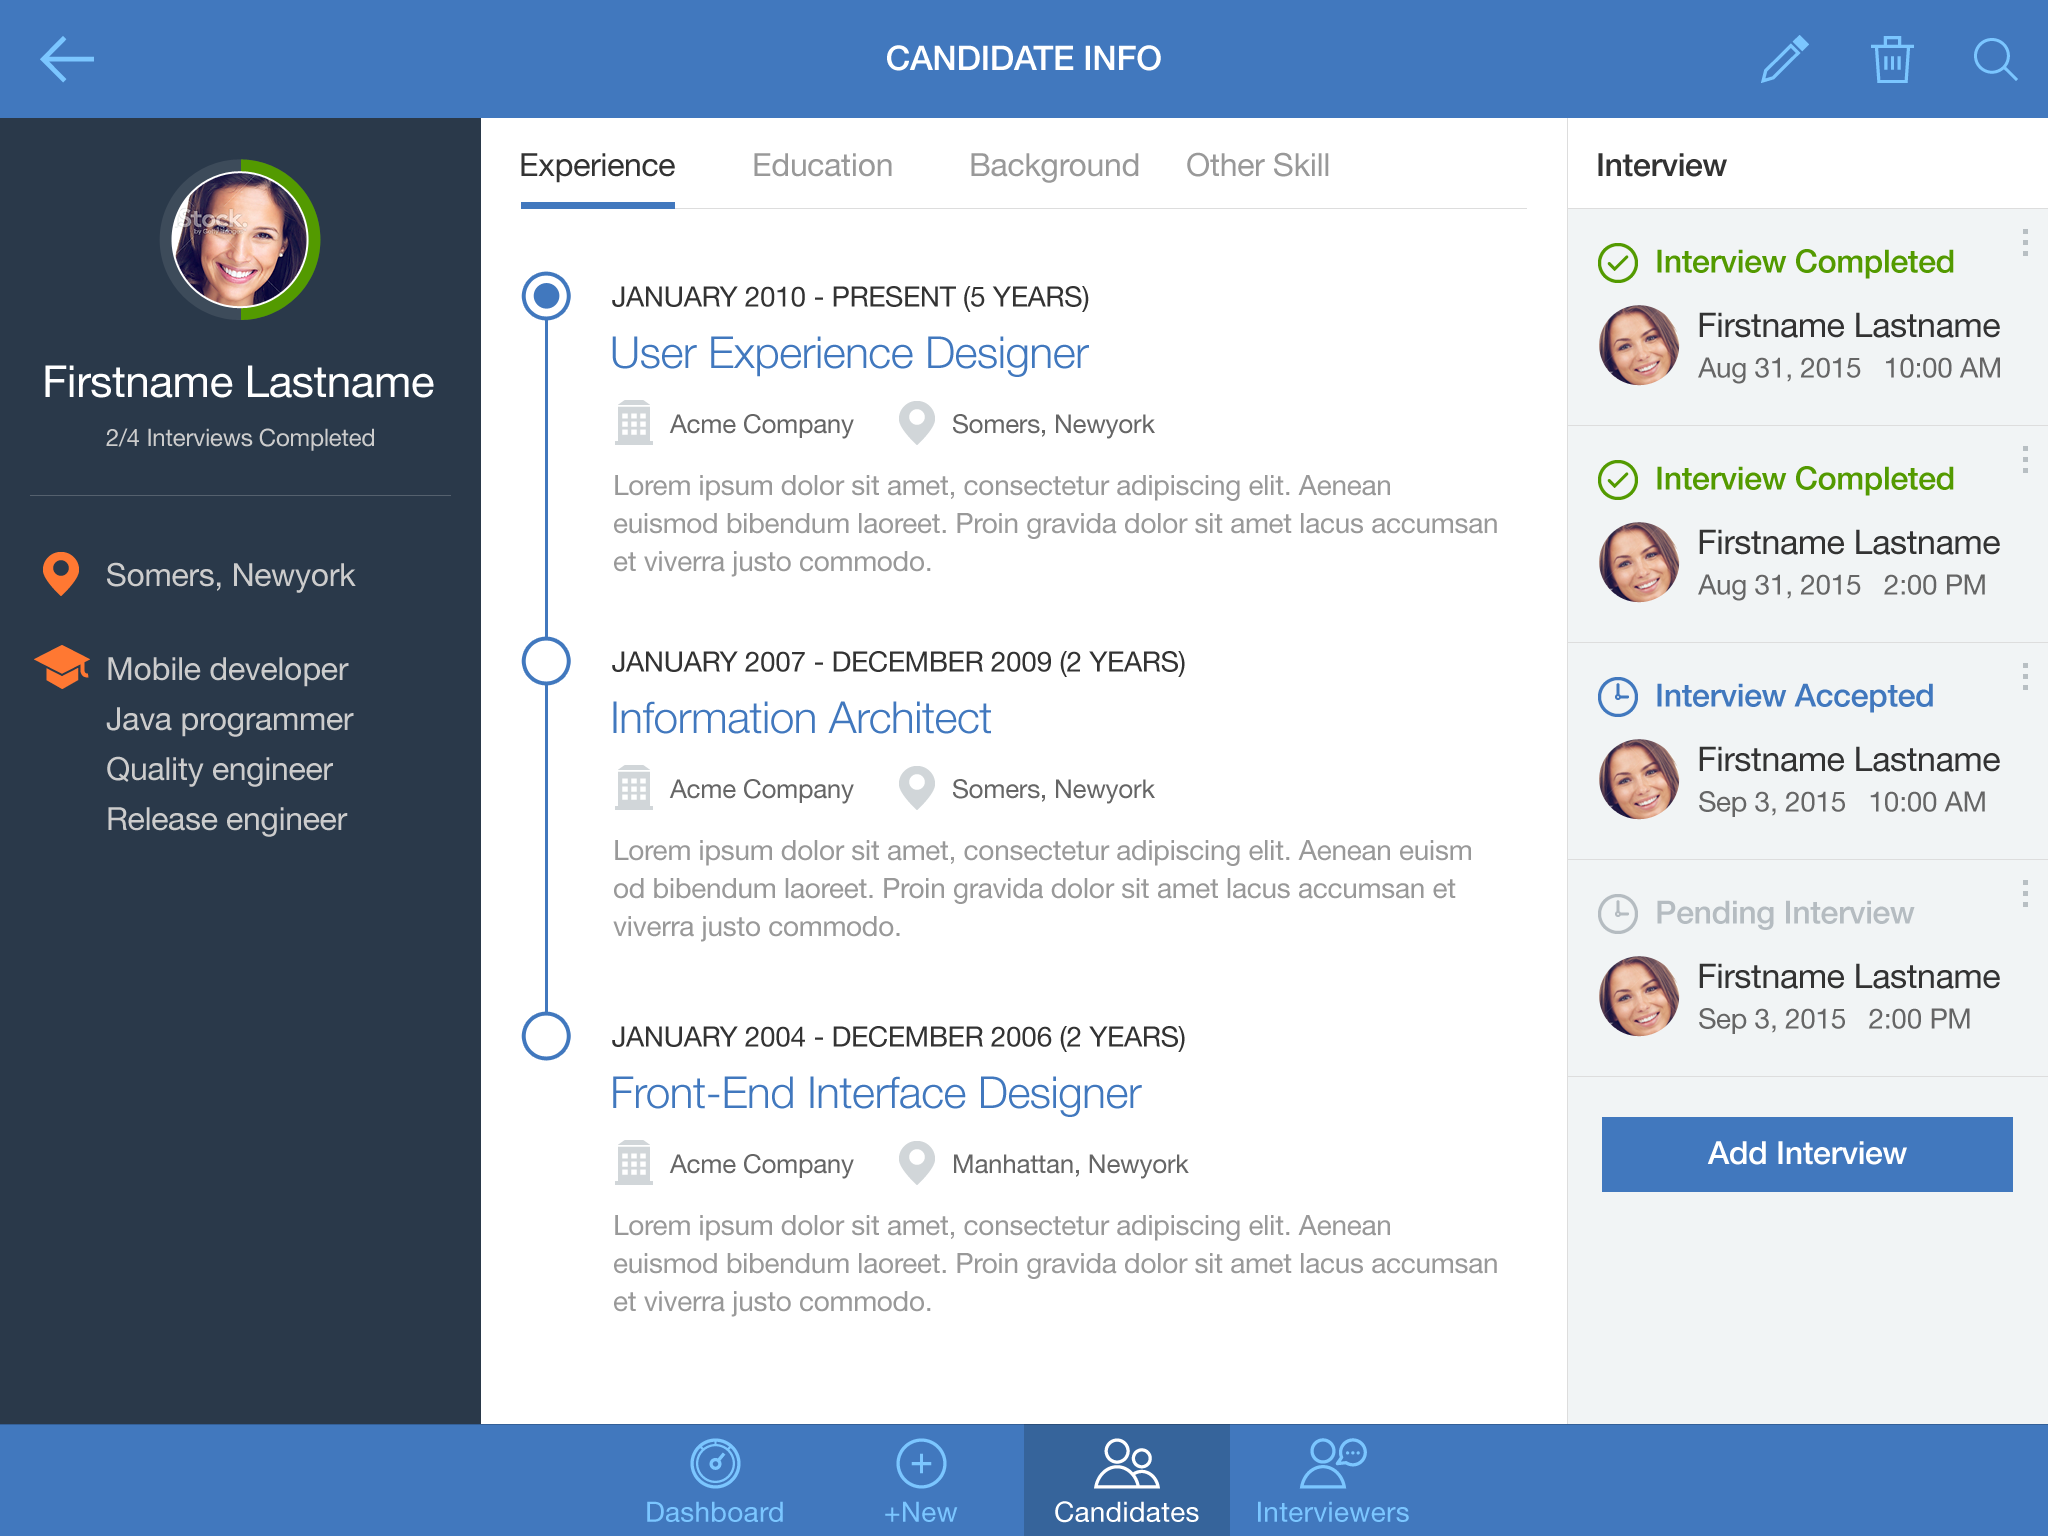 CANDIDATE INFO
iStock.
Firstname Lastname
2/4 Interviews Completed
Somers, Newyork
Mobile developer
Java programmer
Quality engineer
Release engineer
Experience
Education
Background
Other Skill
JANUARY 2010 - PRESENT (5 YEARS)
User Experience Designer
Acme Company
Somers, Newyork
Lorem ipsum dolor sit amet, consectetur adipiscing elit. Aenean
euismod bibendum laoreet. Proin gravida dolor sit amet lacus accumsan
et viverra justo commodo.
JANUARY 2007 - DECEMBER 2009 (2 YEARS)
Information Architect
Acme Company
Somers, Newyork
Lorem ipsum dolor sit amet, consectetur adipiscing elit. Aenean euism
od bibendum laoreet. Proin gravida dolor sit amet lacus accumsan et
viverra justo commodo.
JANUARY 2004 - DECEMBER 2006 (2 YEARS)
Front-End Interface Designer
Acme Company
Manhattan, Newyork
Lorem ipsum dolor sit amet, consectetur adipiscing elit. Aenean
euismod bibendum laoreet. Proin gravida dolor sit amet lacus accumsan
et viverra justo commodo.
Interview
Interview Completed
Firstname Lastname
Aug 31, 2015 10:00 AM
Interview Completed
Firstname Lastname
Aug 31, 2015 2:00 PM
Interview Accepted
Firstname Lastname
Sep 3, 2015 10:00 AM
Pending Interview
Firstname Lastname
Sep 3, 2015 2:00 PM
Add Interview
Dashboard
+New
Candidates
Interviewers